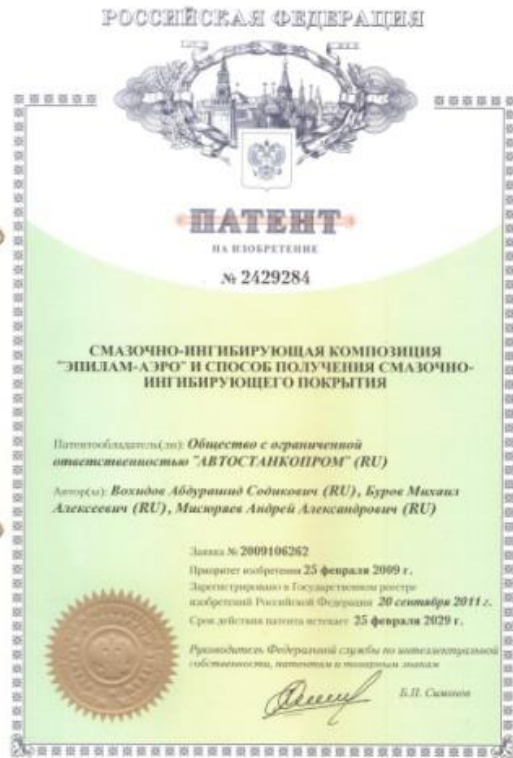 РОССИЙСКАЯ ФЕДЕРАЦИЯ
ПАТЕНТ
НА ИЗОБРЕТЕНИЕ
№ 2429284
СМАЗОЧНО-ИНГИБИРУЮЩАЯ КОМПОЗИЦИЯ
"ЭПИЛАМ-АЭРО" И СПОСОБ ПОЛУЧЕНИЯ СМАЗОЧНО-
ИНГИБИРУЮЩЕГО ПОКРЫТИЯ
Патентообладатель(ли): Общество с ограниченной
ответственностью "АВТОСТАНКОПРОМ" (RU)
Автор(ы): Вохидов Абдурашид Содикович (RU), Буров Михаил
Алексеевич (RU), Мисюряев Андрей Александрович (RU)
Заявка № 2009106262
Приоритет изобретения 25 февраля 2009 г.
Зарегистрировано в Государственном реестре
изобретений Российской Федерации 20 сентября 2011 г.
Срок действия патента истекает 25 февраля 2029 г.
Руководитель Федеральной службы по интеллектуальной
собственности, патентам и товарным знакам
Б.П. Симонов